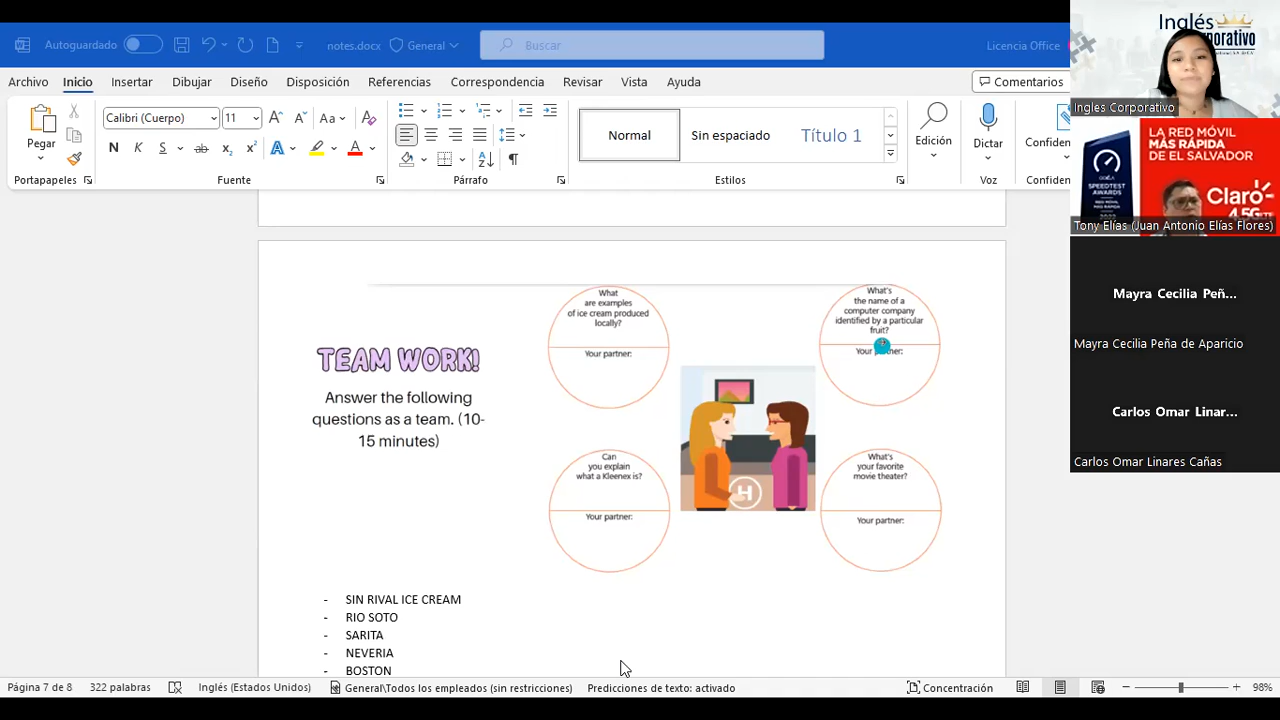 Autoguardado
notes.docx
General
Buscar
Licencia Office
Archivo
Inicio
Insertar
Dibujar
Diseño
Disposición
Referencias
Correspondencia
Revisar
Vista
Ayuda
Comentarios
Pegar
Calibri (Cuerpo)
11
Normal
Sin espaciado
Título 1
Edición
Dictar
Portapapeles
Fuente
Párrafo
Estilos
Voz
TEAM WORK!
Answer the following
questions as a team. (10-
15 minutes)
What
are examples
of ice cream produced
locally?
Your partner:
What's
the name of a
computer company
identified by a particular
fruit?
Can
you explain
what a Kleenex is?
Your partner:
What's
your favorite
movie theater?
Your partner:
- SIN RIVAL ICE CREAM
- RIO SOTO
- SARITA
- NEVERIA
- BOSTON
Página 7 de 8
322 palabras
Inglés (Estados Unidos)
General\Todos los empleados (sin restricciones)
Predicciones de texto: activado
Concentración
98%
Inglés
Ingles Corporativo
LA RED MÓVIL
MÁS RÁPIDA
DE EL SALVADOR
SPEEDTEST
AWARDS
Claro
4.5G
Tony Elías (Juan Antonio Elías Flores)
Mayra Cecilia Peñ...
Mayra Cecilia Peña de Aparicio
Carlos Omar Linar...
Carlos Omar Linares Cañas